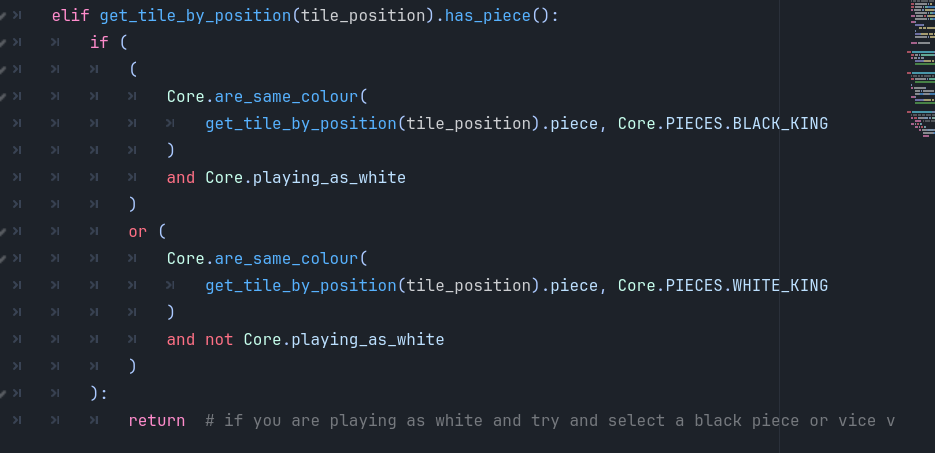 elif get_tile_by_position(tile_position).has_piece():
if (
(
Core.are_same_colour(
get_tile_by_position(tile_position).piece, Core.PIECES.BLACK_KING
)
and Core.playing_as_white
)
or (
Core.are_same_colour(
get_tile_by_position(tile_position).piece, Core.PIECES.WHITE_KING
)
and not Core.playing_as_white
)
):
return  # if you are playing as white and try and select a black piece or vice v